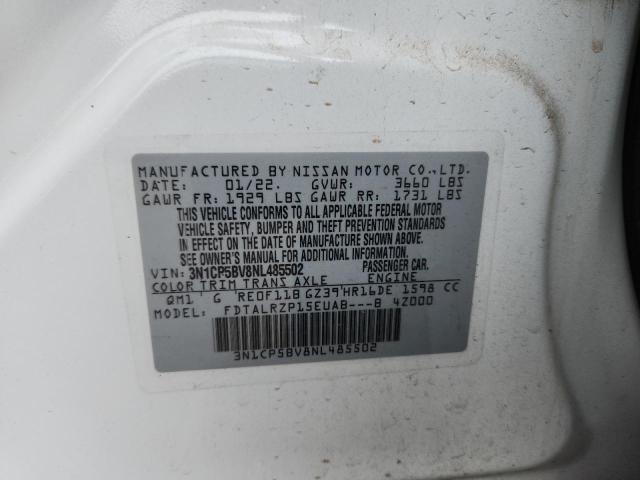 MANUFACTURED BY NISSAN MOTOR CO., LTD.
DATE: 01/22. GVWR: 3660 LBS
GAWR FR: 1929 LBS GAWR RR: 1731 LBS
THIS VEHICLE CONFORMS TO ALL APPLICABLE FEDERAL MOTOR
VEHICLE SAFETY, BUMPER AND THEFT PREVENTION STANDARDS
IN EFFECT ON THE DATE OF MANUFACTURE SHOWN ABOVE.
SEE OWNER'S MANUAL FOR ADDITIONAL INFORMATION.
VIN: 3N1CP5BV8NL485502 PASSENGER CAR.
COLOR TRIM TRANS AXLE ENGINE
QM1 G RE0F11B GZ39 HR16DE 1598 CC
MODEL: FDTALRZP15EUAB---B 4Z000
3N1CP5BV8NL485502